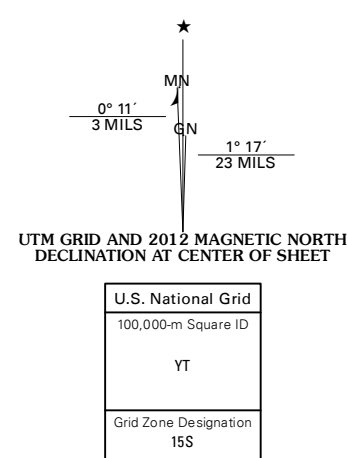 ★
MN
0° 11´
3 MILS
GN
1° 17´
23 MILS
UTM GRID AND 2012 MAGNETIC NORTH
DECLINATION AT CENTER OF SHEET
U.S. National Grid
100,000-m Square ID
YT
Grid Zone Designation
15S